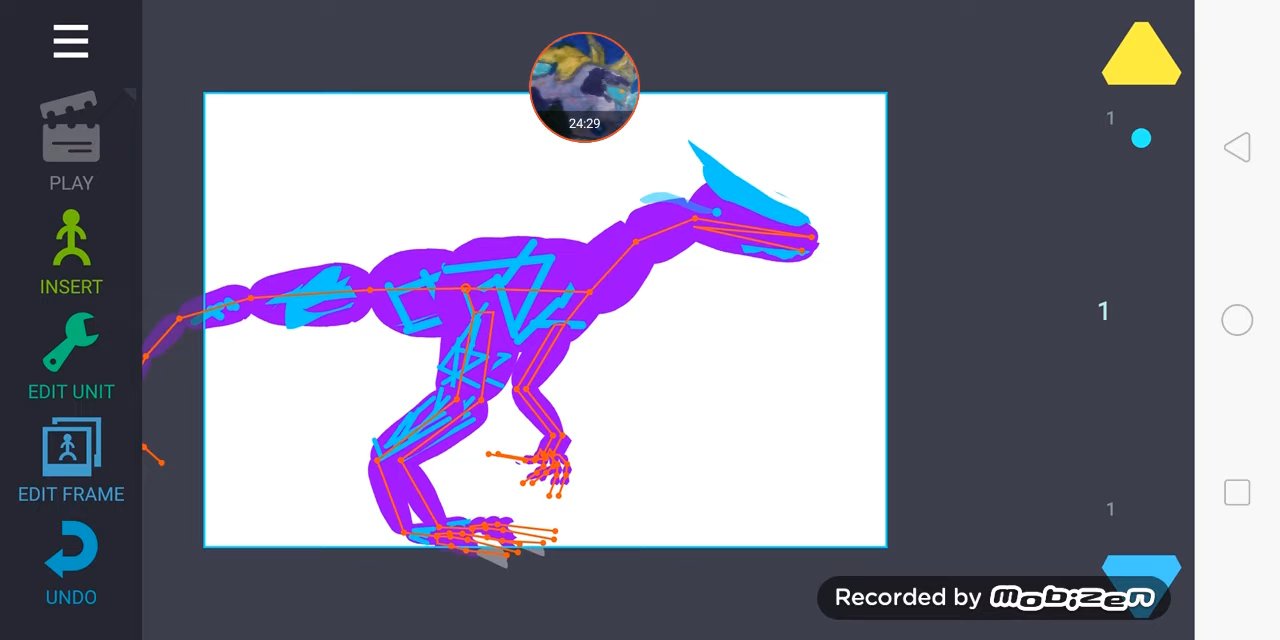 24:29
1
PLAY
INSERT
1
EDIT UNIT
EDIT FRAME
1
UNDO
Recorded by mobizen